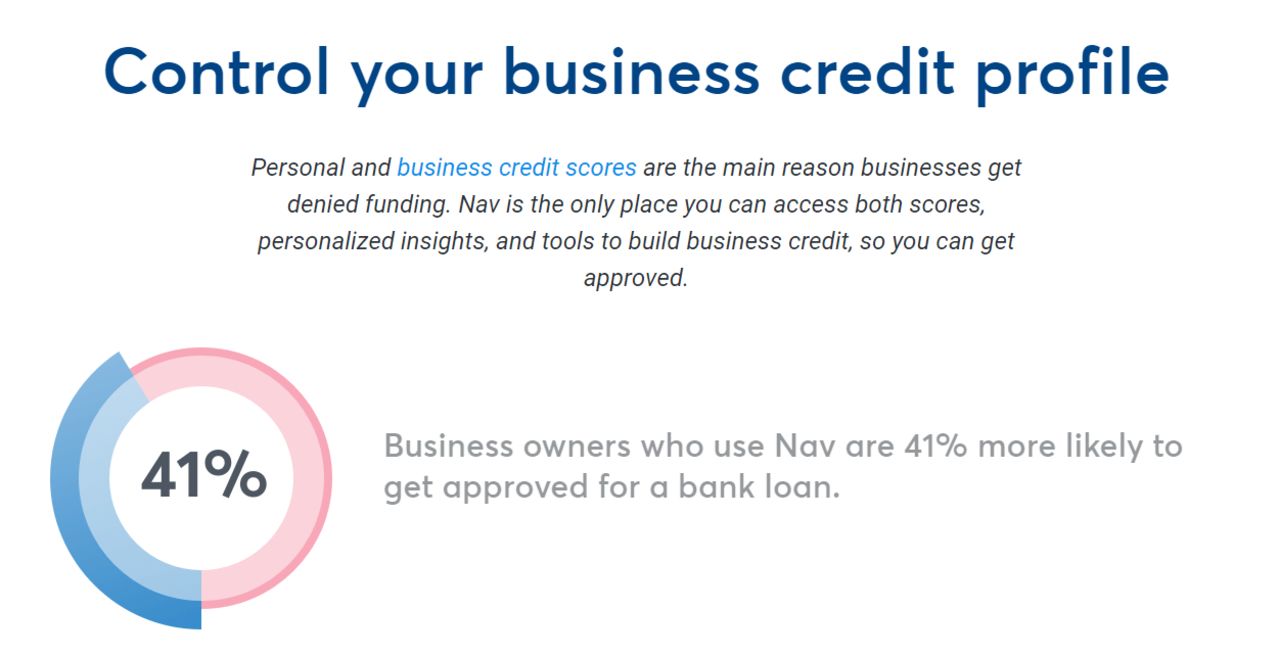 Control your business credit profile
Personal and business credit scores are the main reason businesses get
denied funding. Nav is the only place you can access both scores,
personalized insights, and tools to build business credit, so you can get
approved.
41%
Business owners who use Nav are 41% more likely to
get approved for a bank loan.